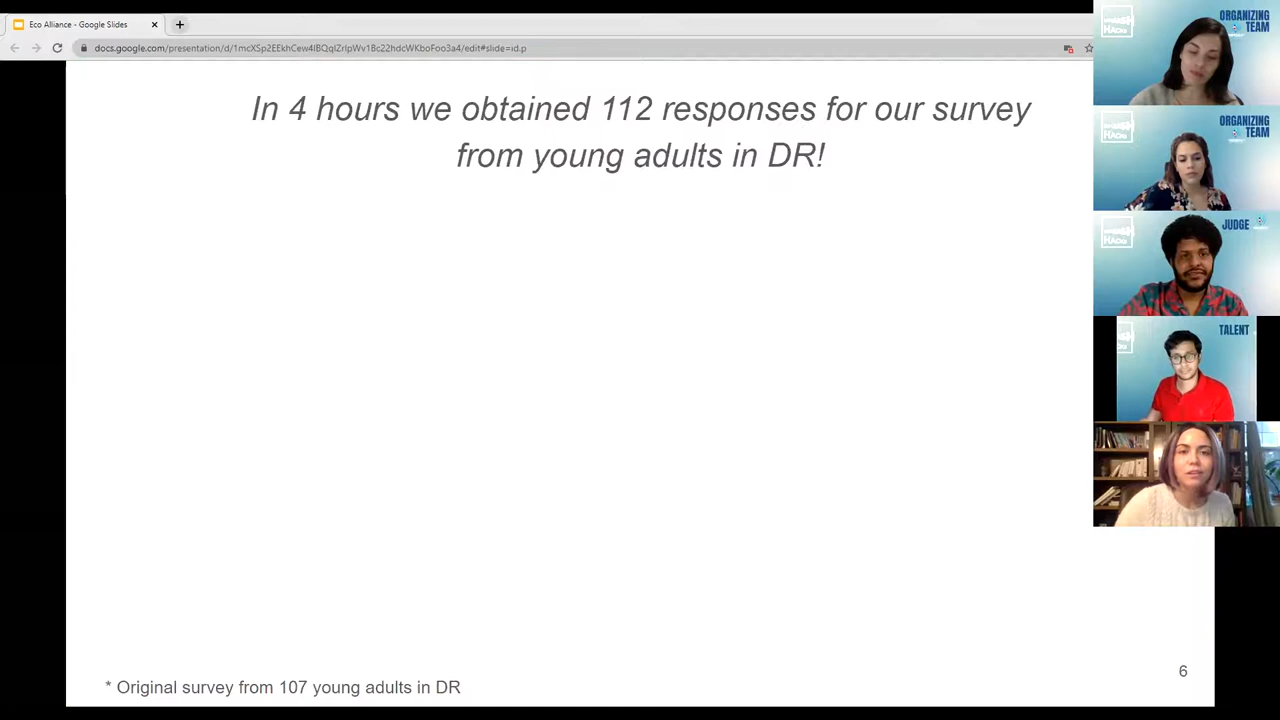 Eco Alliance - Google Slides
docs.google.com/presentation/d/1mcXSp2EEkhCew4lBQqlZrlpWv1Bc22hdcWKboFoo3a4/edit#slide=id.p
In 4 hours we obtained 112 responses for our survey
from young adults in DR!
* Original survey from 107 young adults in DR
6
ORGANIZING
TEAM
HACK
ORGANIZING
TEAM
JUDGE
TALENT